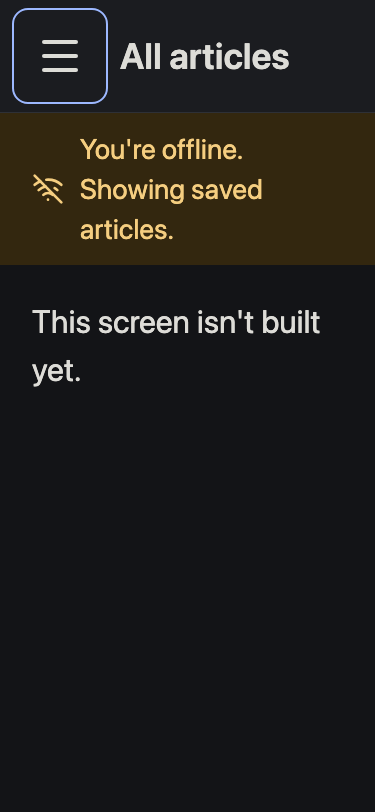 All articles
You're offline.
Showing saved
articles.
This screen isn't built
yet.